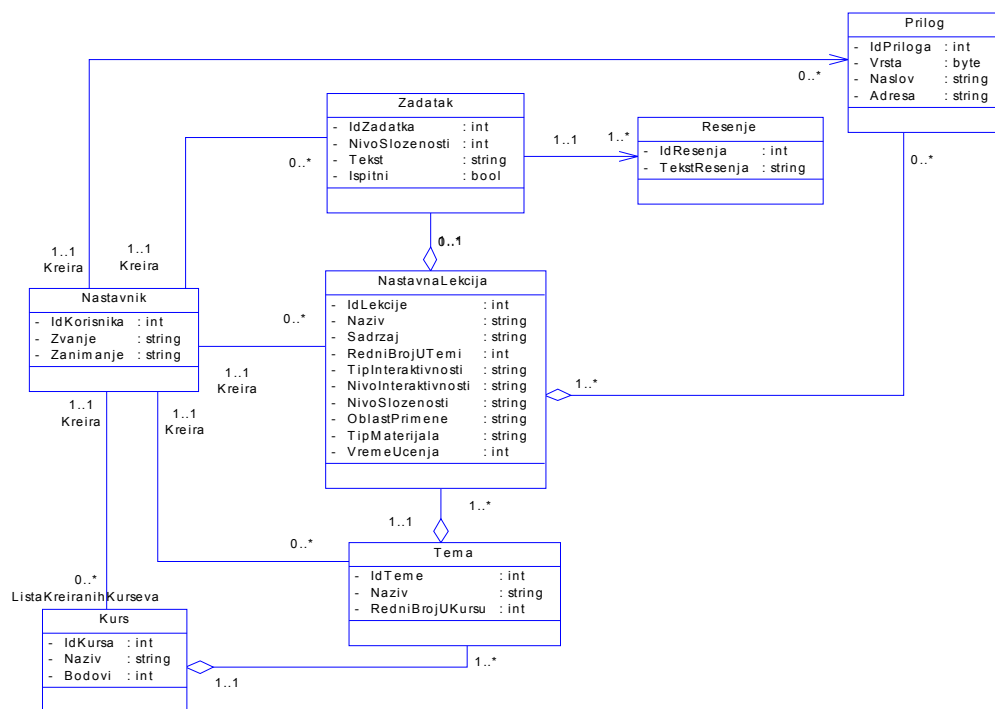 Prilog
- IdPriloga : int
- Vrsta : byte
- Naslov : string
- Adresa : string
0..*
0..*
Zadatak
- IdZadatka : int
- NivoSlozenosti : int
- Tekst : string
- Ispitni : bool
0..*
1..1
1..*
Resenje
- IdResenja : int
- TekstResenja : string
1..1
Kreira
1..1
Kreira
Nastavnik
- IdKorisnika : int
- Zvanje : string
- Zanimanje : string
0..*
1..1
Kreira
NastavnaLekcija
- IdLekcije : int
- Naziv : string
- Sadrzaj : string
- RedniBrojUTemi : int
- TipInteraktivnosti : string
- NivoInteraktivnosti : string
- NivoSlozenosti : string
- OblastPrimene : string
- TipMaterijala : string
- VremeUcenja : int
1..*
1..1
Kreira
1..1
Kreira
1..*
1..1
0..*
Tema
- IdTeme : int
- Naziv : string
- RedniBrojUKursu : int
0..*
ListaKreiranihKurseva
Kurs
- IdKursa : int
- Naziv : string
- Bodovi : int
1..1
1..*